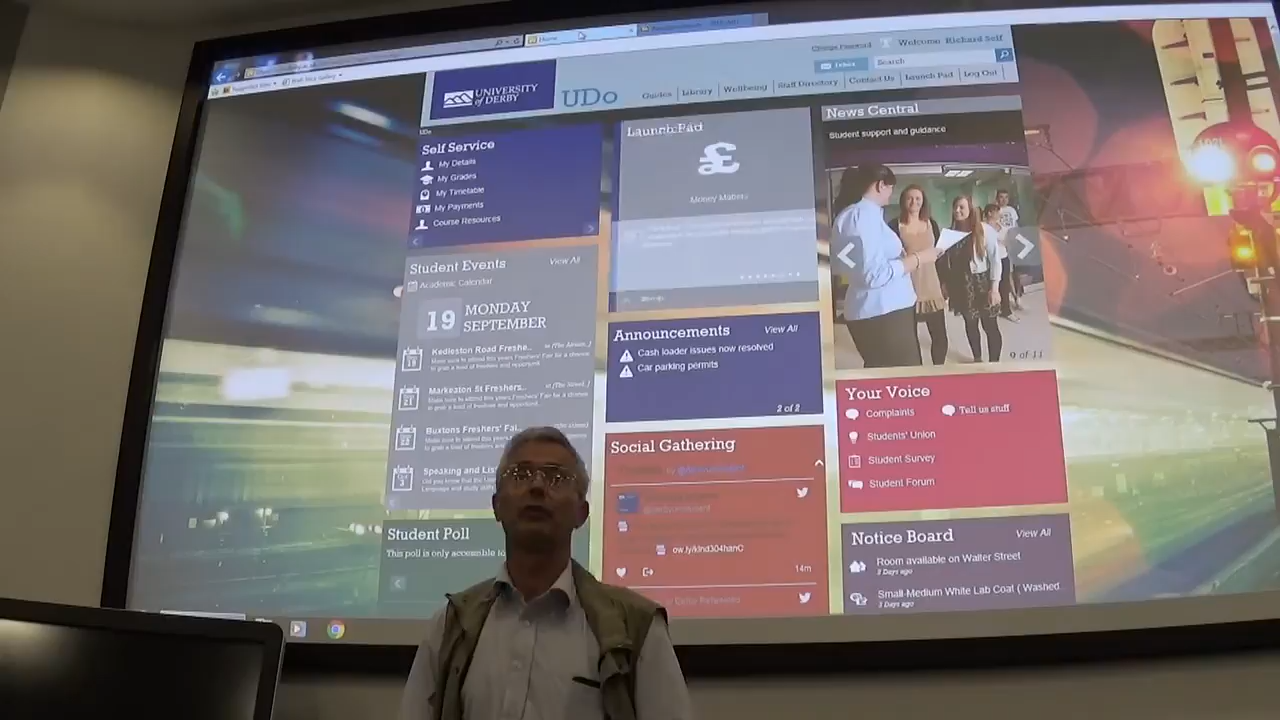 Home
Change Password
Welcome Richard Self
Inbox
Search
UNIVERSITY
of DERBY
UDo
Guides Library Wellbeing Staff Directory Contact Us Launch Pad Log Out
UDo
Self Service
My Details
My Grades
My Timetable
My Payments
Course Resources
Launch Pad
Money Matters
News Central
Student support and guidance
9 of 11
Student Events View All
Academic Calendar
19 MONDAY
SEPTEMBER
Kedleston Road Freshe..
Markeaton St Freshers..
Buxtons Freshers' Fai..
Speaking and Lis
Announcements View All
Cash loader issues now resolved
Car parking permits
2 of 2
Social Gathering
ow.ly/kInd304hanC
14m
Your Voice
Complaints Tell us stuff
Students' Union
Student Survey
Student Forum
Student Poll
This poll is only accessible to
Notice Board View All
Room available on Walter Street
3 Days ago
Small-Medium White Lab Coat ( Washed
3 Days ago